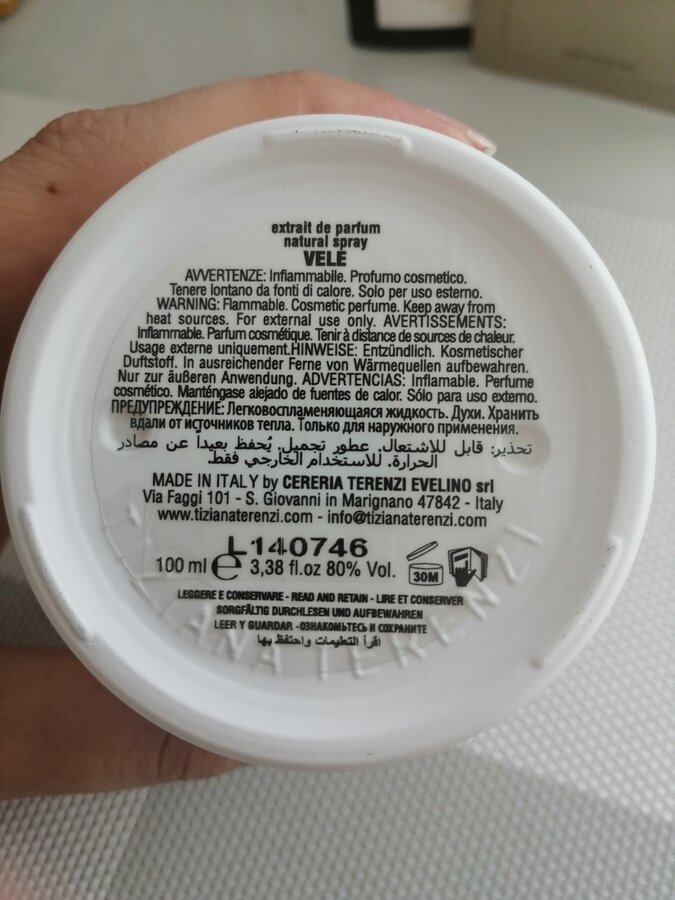 extrait de parfum
natural spray
VELE
AVVERTENZE: Infiammabile. Profumo cosmetico.
Tenere lontano da fonti di calore. Solo per uso esterno.
WARNING: Flammable. Cosmetic perfume. Keep away from
heat sources. For external use only. AVERTISSEMENTS:
Inflammable. Parfum cosmétique. Tenir à distance de sources de chaleur.
Usage externe uniquement.HINWEISE: Entzündlich. Kosmetischer
Duftstoff. In ausreichender Ferne von Wärmequellen aufbewahren.
Nur zur äußeren Anwendung. ADVERTENCIAS: Inflamable. Perfume
cosmético. Manténgase alejado de fuentes de calor. Sólo para uso externo.
ПРЕДУПРЕЖДЕНИЕ: Легковоспламеняющаяся жидкость. Духи. Хранить
вдали от источников тепла. Только для наружного применения.
تحذير: قابل للاشتعال. عطور تجميل. يُحفظ بعيداً عن مصادر
الحرارة. للاستخدام الخارجي فقط
MADE IN ITALY by CERERIA TERENZI EVELINO srl
Via Faggi 101 - S. Giovanni in Marignano 47842 - Italy
www.tizianaterenzi.com - info@tizianaterenzi.com
L140746
100 ml e 3,38 fl.oz 80% Vol. 30M
LEGGERE E CONSERVARE - READ AND RETAIN - LIRE ET CONSERVER
SORGFÄLTIG DURCHLESEN UND AUFBEWAHREN
LEER Y GUARDAR - ОЗНАКОМЬТЕСЬ И СОХРАНИТЕ
اقرأ التعليمات واحتفظ بها
ANA TERENZI